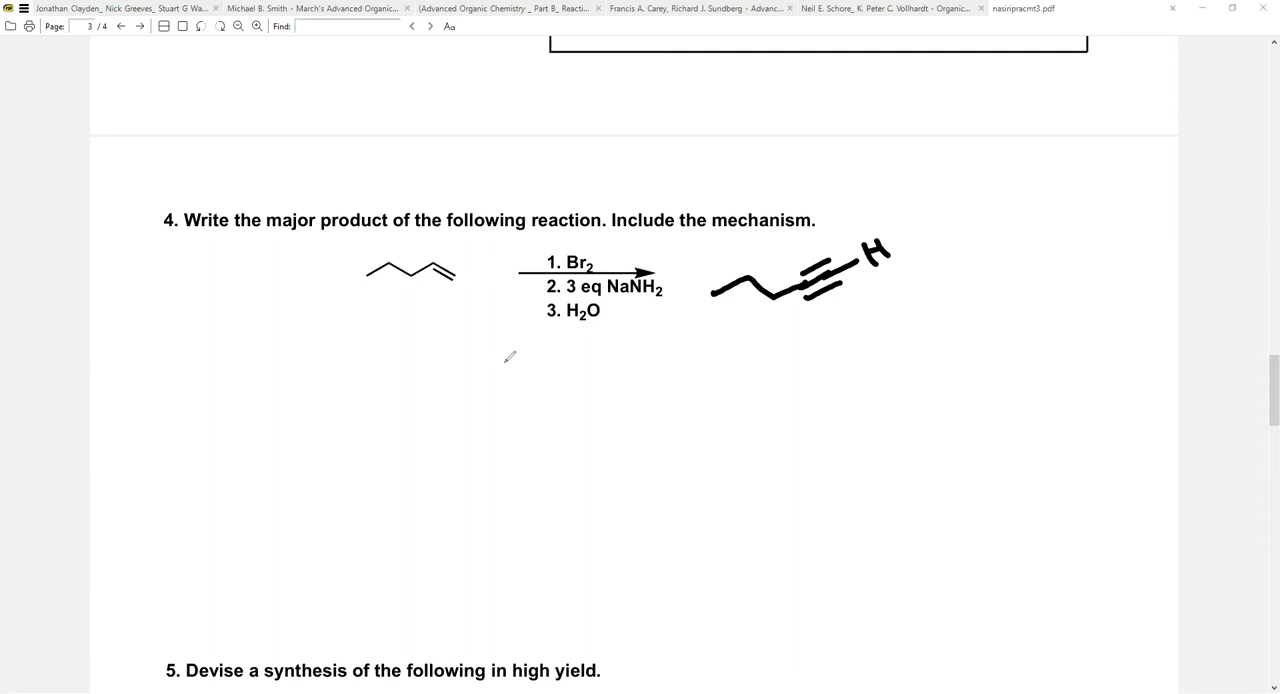 Jonathan Clayden_ Nick Greeves_ Stuart G Wa... Michael B. Smith - March's Advanced Organic... (Advanced Organic Chemistry _ Part B_ Reacti... Francis A. Carey, Richard J. Sundberg - Advanc... Neil E. Schore_ K. Peter C. Vollhardt - Organic... nasiripracmt3.pdf
Page: 3 / 4 Find: Aa
4. Write the major product of the following reaction. Include the mechanism.
H
1. Br2
2. 3 eq NaNH2
3. H2O
5. Devise a synthesis of the following in high yield.